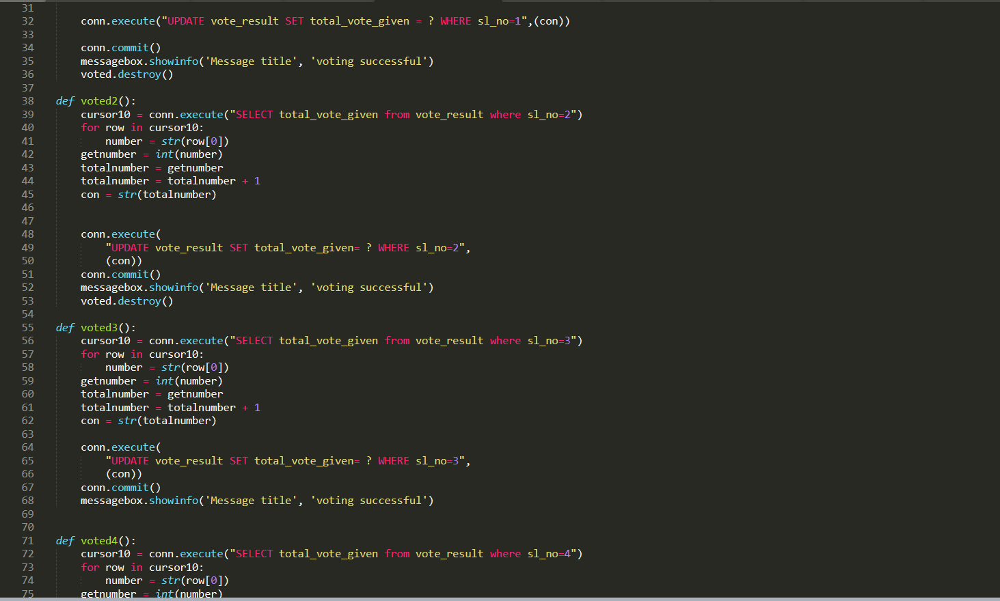 31
32 conn.execute("UPDATE vote_result SET total_vote_given = ? WHERE sl_no=1",(con))
33
34 conn.commit()
35 messagebox.showinfo('Message title', 'voting successful')
36 voted.destroy()
37
38 def voted2():
39 cursor10 = conn.execute("SELECT total_vote_given from vote_result where sl_no=2")
40 for row in cursor10:
41 number = str(row[0])
42 getnumber = int(number)
43 totalnumber = getnumber
44 totalnumber = totalnumber + 1
45 con = str(totalnumber)
46
47
48 conn.execute(
49 "UPDATE vote_result SET total_vote_given= ? WHERE sl_no=2",
50 (con))
51 conn.commit()
52 messagebox.showinfo('Message title', 'voting successful')
53 voted.destroy()
54
55 def voted3():
56 cursor10 = conn.execute("SELECT total_vote_given from vote_result where sl_no=3")
57 for row in cursor10:
58 number = str(row[0])
59 getnumber = int(number)
60 totalnumber = getnumber
61 totalnumber = totalnumber + 1
62 con = str(totalnumber)
63
64 conn.execute(
65 "UPDATE vote_result SET total_vote_given= ? WHERE sl_no=3",
66 (con))
67 conn.commit()
68 messagebox.showinfo('Message title', 'voting successful')
69
70
71 def voted4():
72 cursor10 = conn.execute("SELECT total_vote_given from vote_result where sl_no=4")
73 for row in cursor10:
74 number = str(row[0])
75 getnumber = int(number)